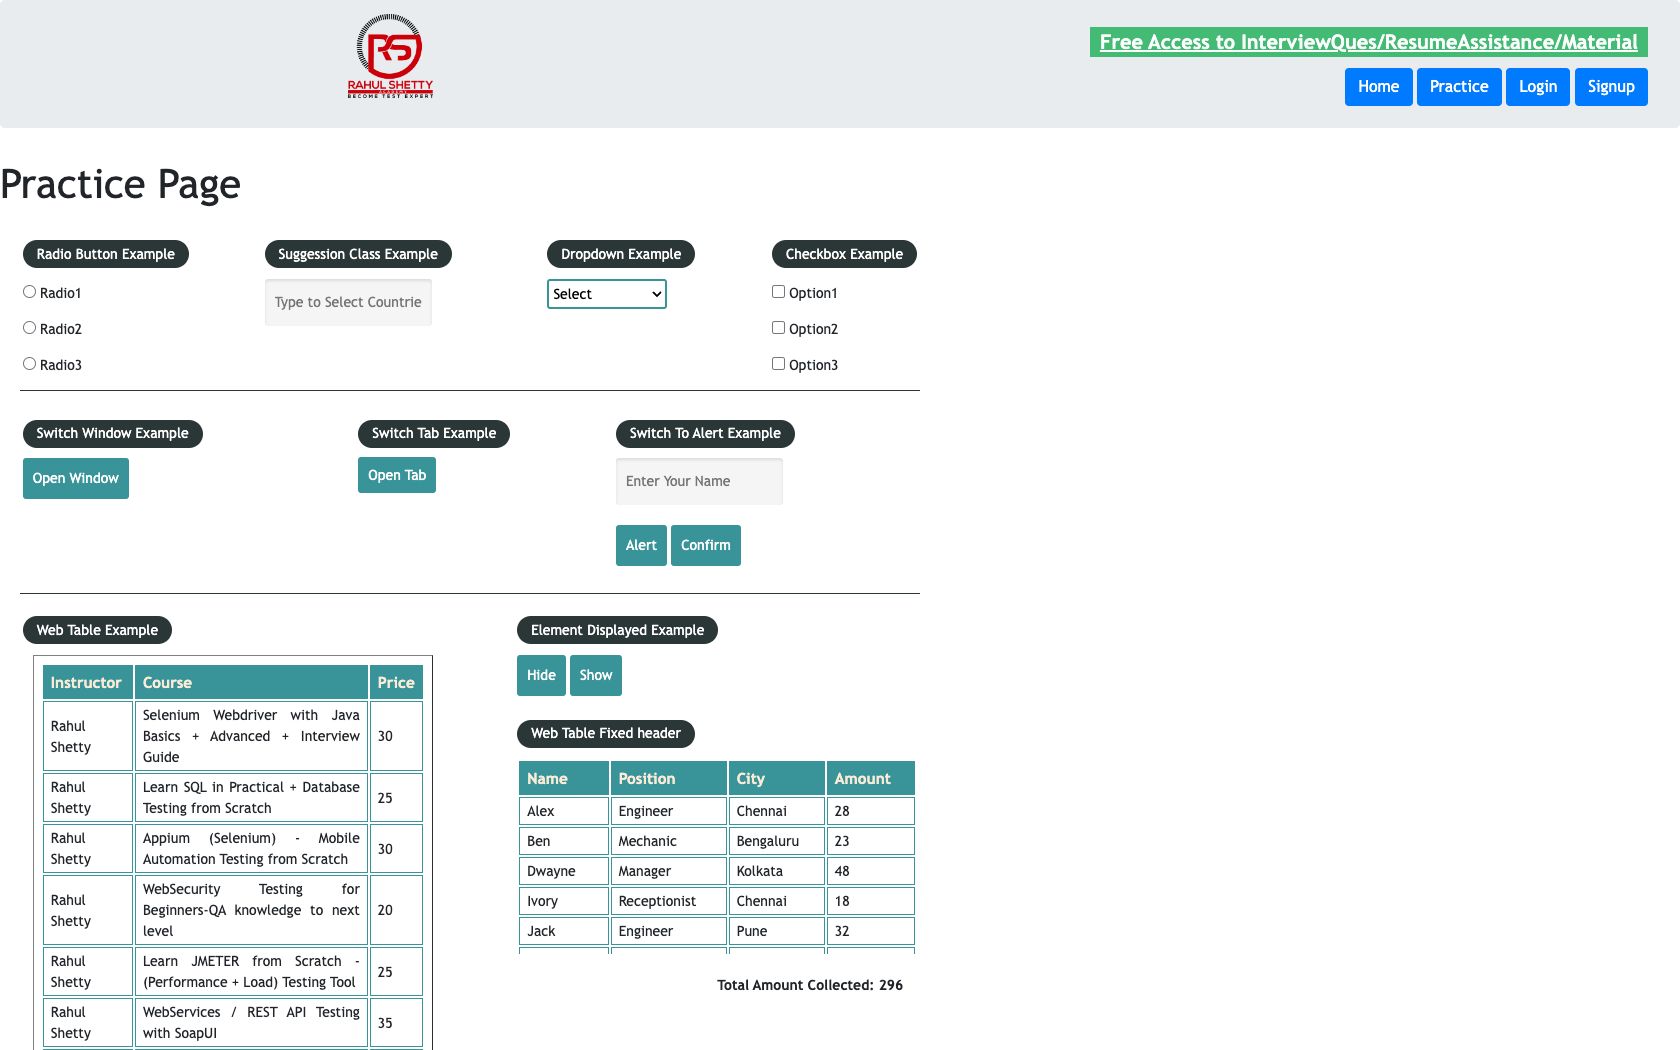 RS
RAHUL SHETTY
ACADEMY
BECOME TEST EXPERT
Free Access to InterviewQues/ResumeAssistance/Material
Home Practice Login Signup
Practice Page
Radio Button Example
Radio1
Radio2
Radio3
Suggession Class Example
Type to Select Countrie
Dropdown Example
Select
Checkbox Example
Option1
Option2
Option3
Switch Window Example
Open Window
Switch Tab Example
Open Tab
Switch To Alert Example
Enter Your Name
Alert Confirm
Web Table Example
Instructor Course Price
Rahul
Shetty
Selenium Webdriver with Java
Basics + Advanced + Interview
Guide
30
Rahul
Shetty
Learn SQL in Practical + Database
Testing from Scratch
25
Rahul
Shetty
Appium (Selenium) - Mobile
Automation Testing from Scratch
30
Rahul
Shetty
WebSecurity Testing for
Beginners-QA knowledge to next
level
20
Rahul
Shetty
Learn JMETER from Scratch -
(Performance + Load) Testing Tool
25
Rahul
Shetty
WebServices / REST API Testing
with SoapUI
35
Element Displayed Example
Hide Show
Web Table Fixed header
Name Position City Amount
Alex Engineer Chennai 28
Ben Mechanic Bengaluru 23
Dwayne Manager Kolkata 48
Ivory Receptionist Chennai 18
Jack Engineer Pune 32
Total Amount Collected: 296